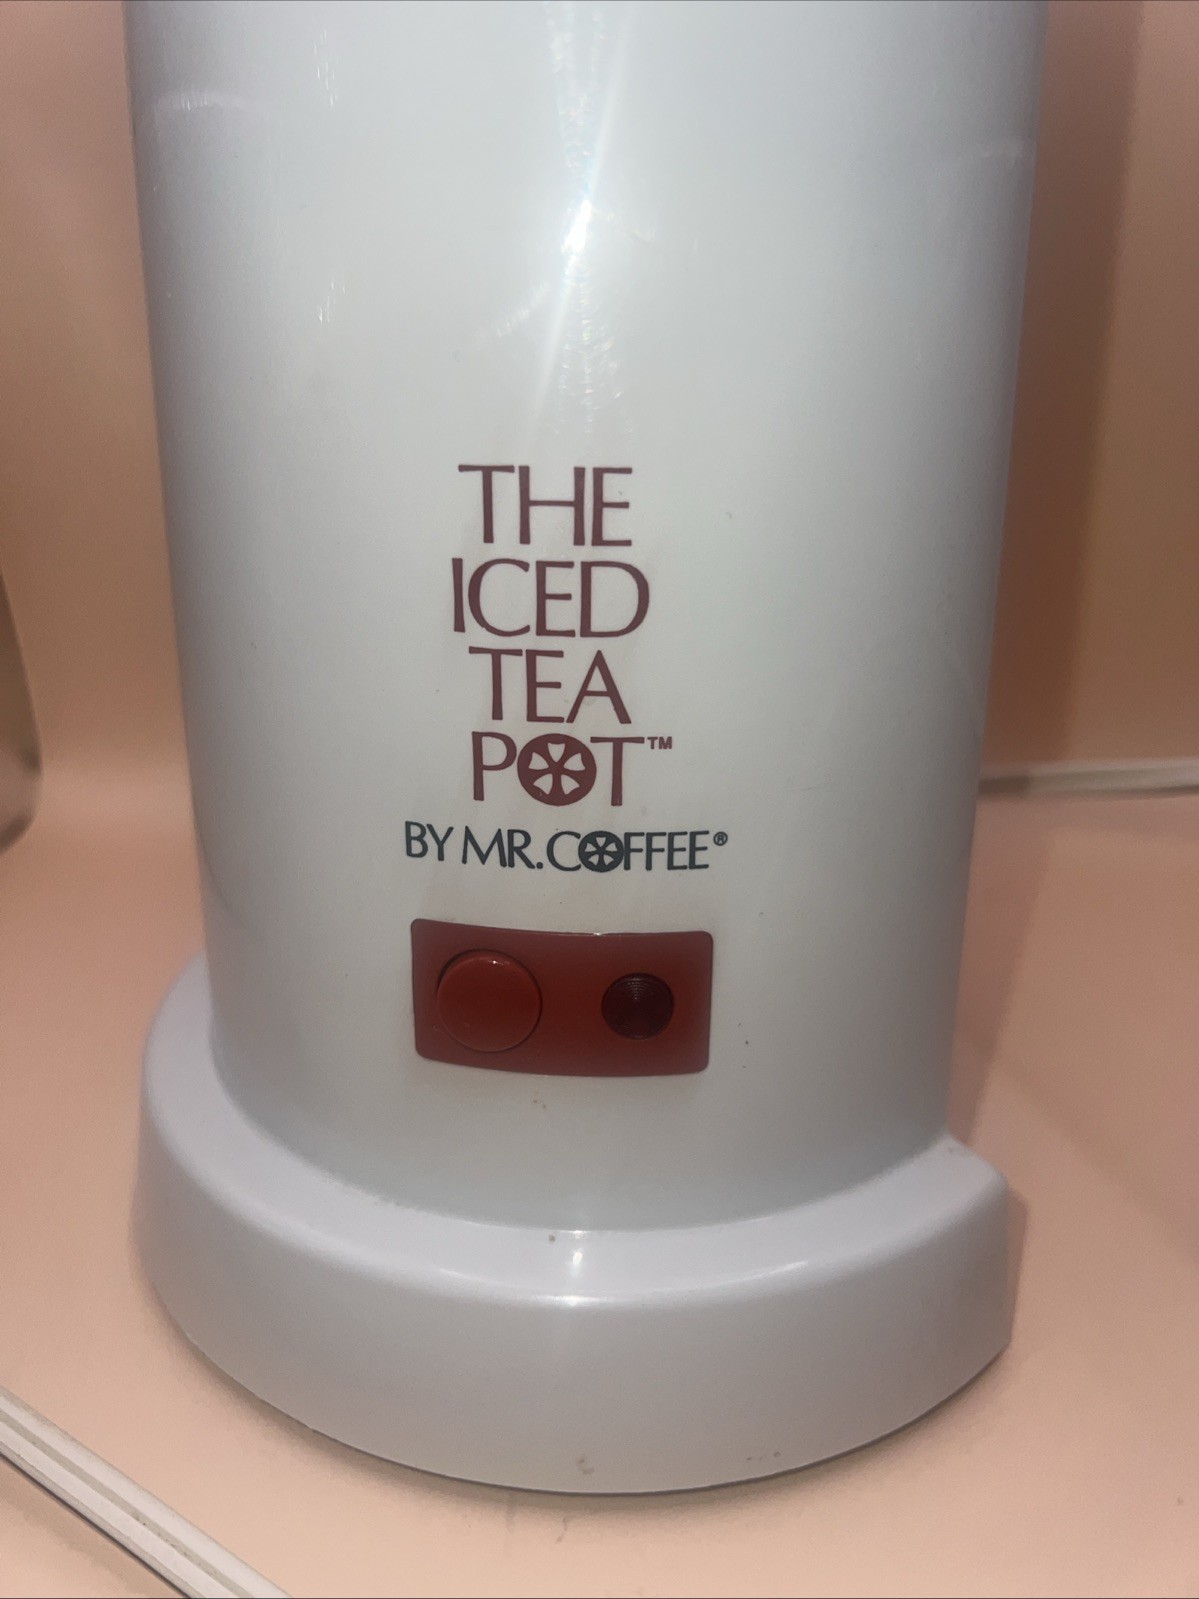 THE
ICED
TEA
POT™
BY MR. COFFEE®